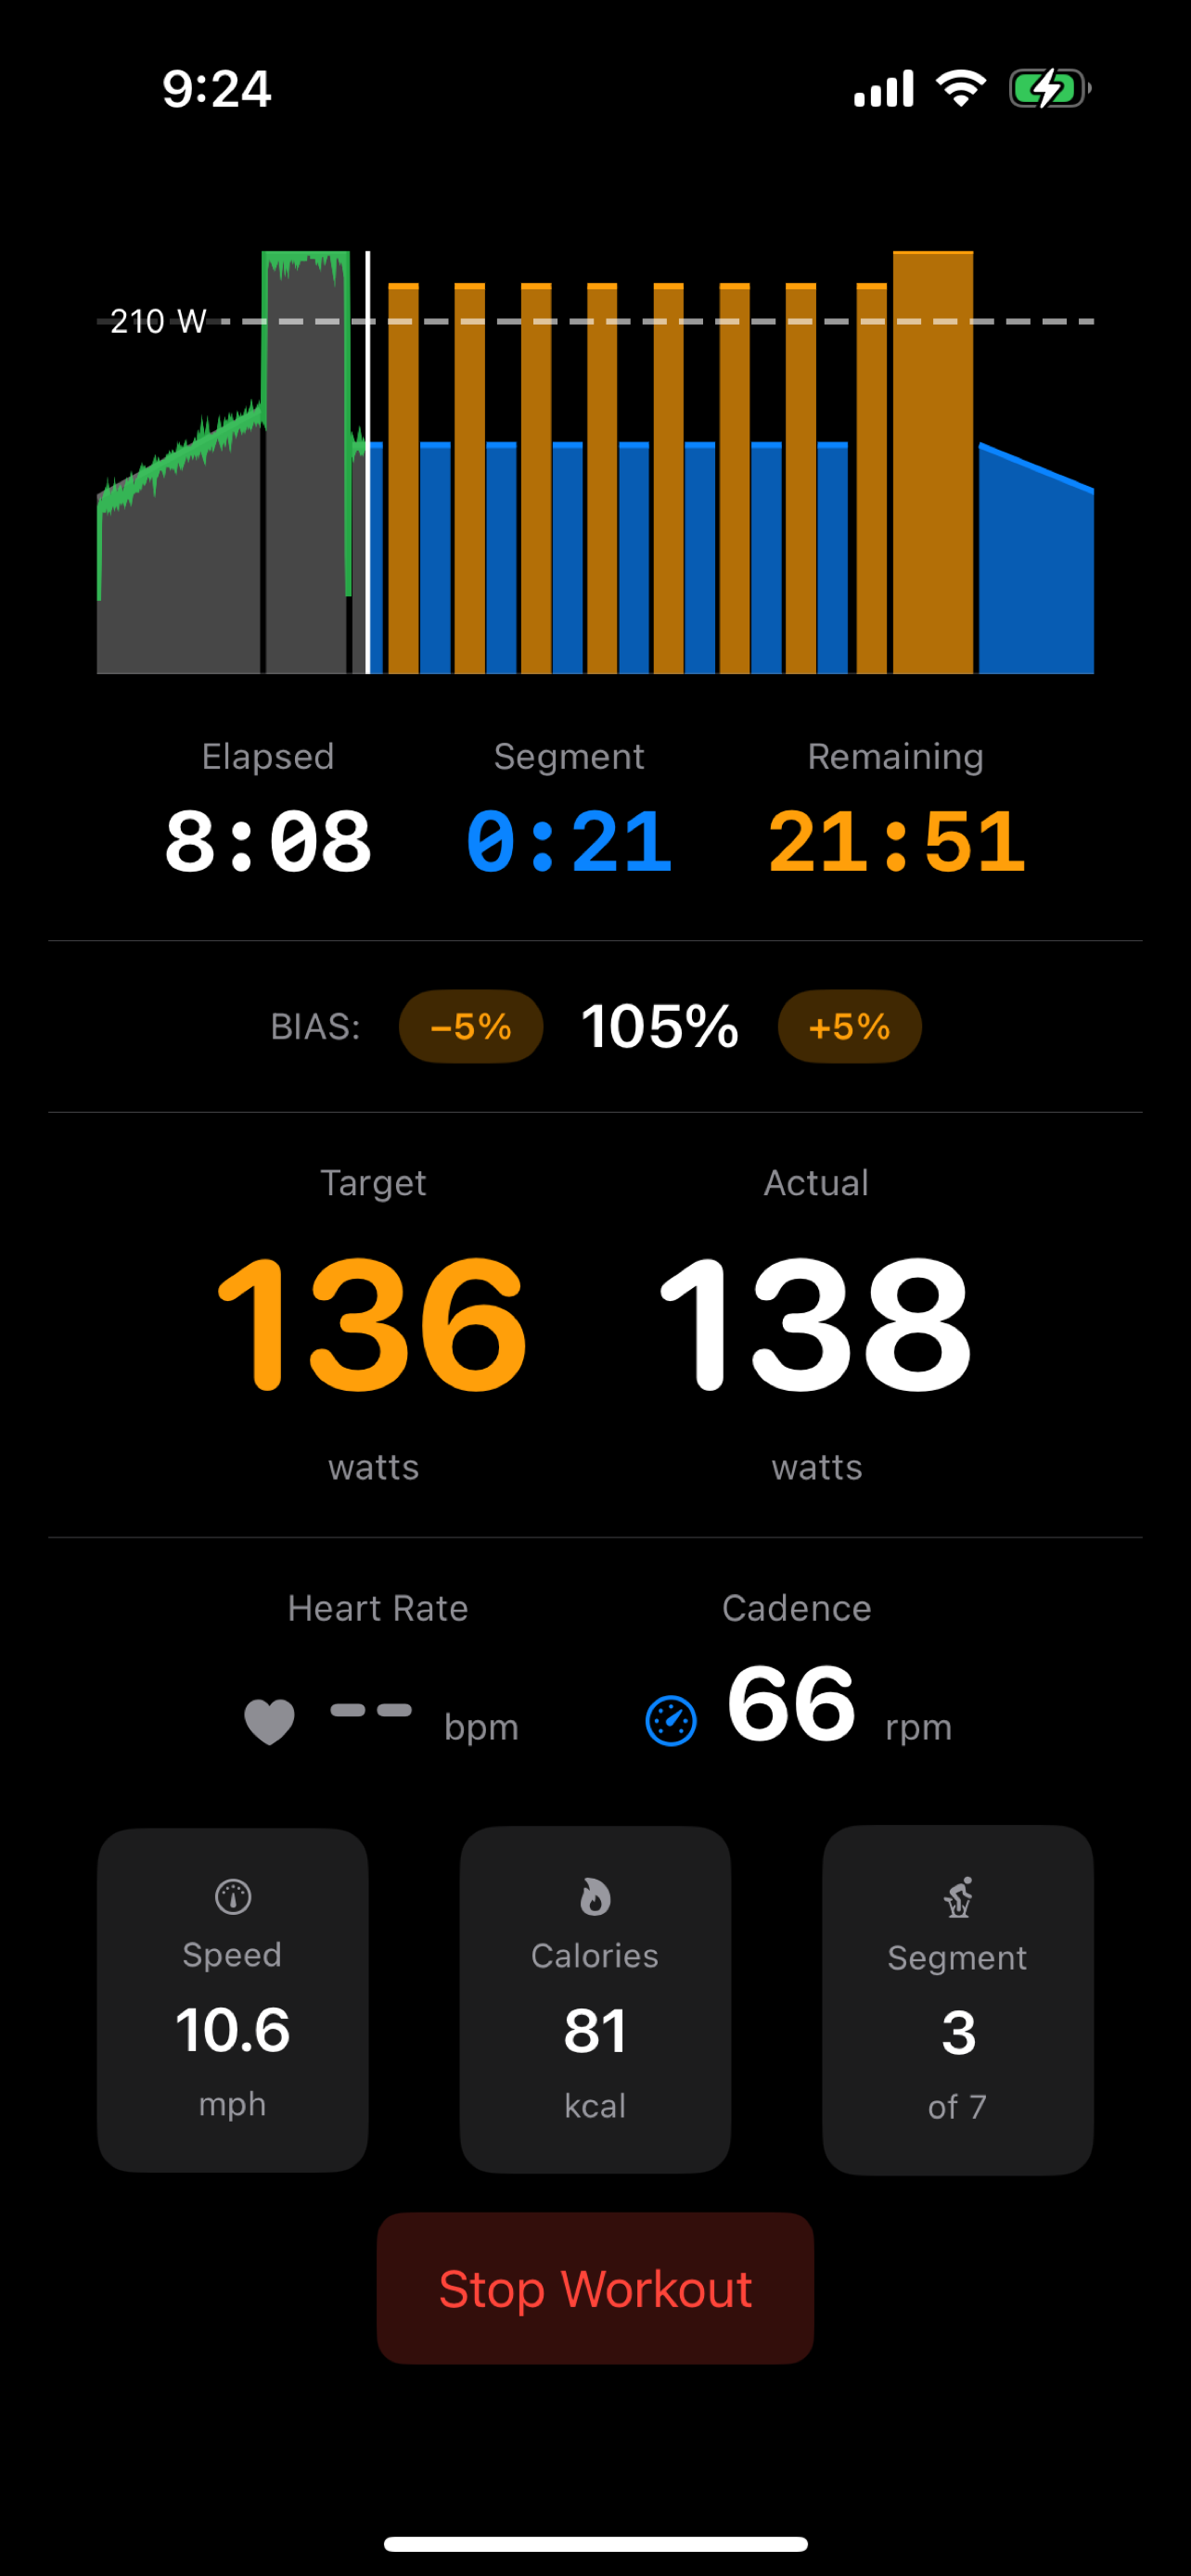 9:24
210 W
Elapsed Segment Remaining
8:08 0:21 21:51
BIAS: –5% 105% +5%
Target Actual
136 138
watts watts
Heart Rate Cadence
-- bpm 66 rpm
Speed Calories Segment
10.6 81 3
mph kcal of 7
Stop Workout